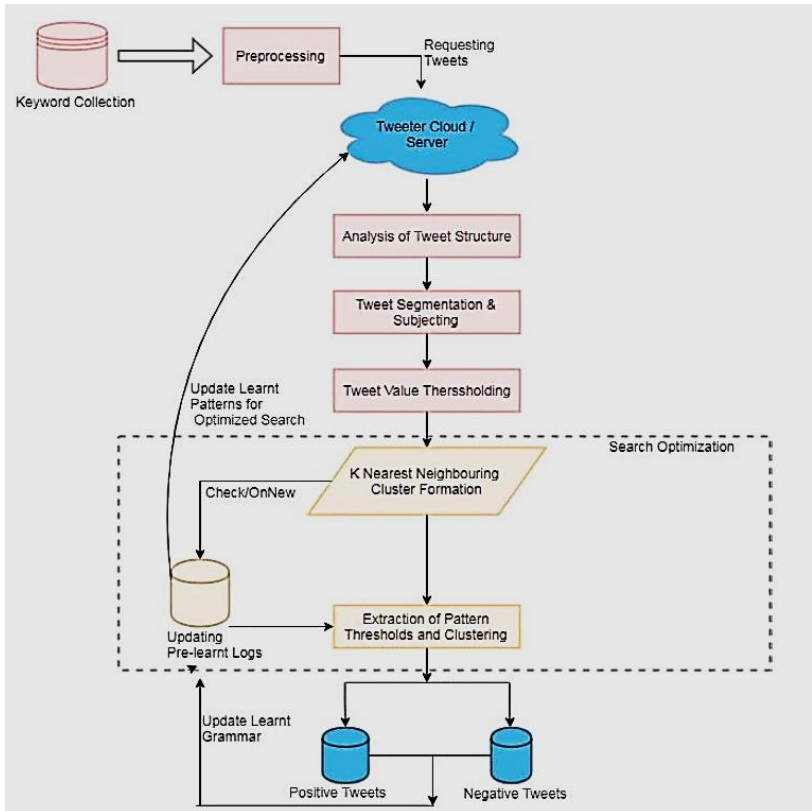 Keyword Collection
Preprocessing
Requesting
Tweets
Tweeter Cloud /
Server
Analysis of Tweet Structure
Tweet Segmentation &
Subjecting
Tweet Value Therssholding
Update Learnt
Patterns for
Optimized Search
Search Optimization
K Nearest Neighbouring
Cluster Formation
Check/OnNew
Updating
Pre-learnt Logs
Extraction of Pattern
Thresholds and Clustering
Update Learnt
Grammar
Positive Tweets
Negative Tweets